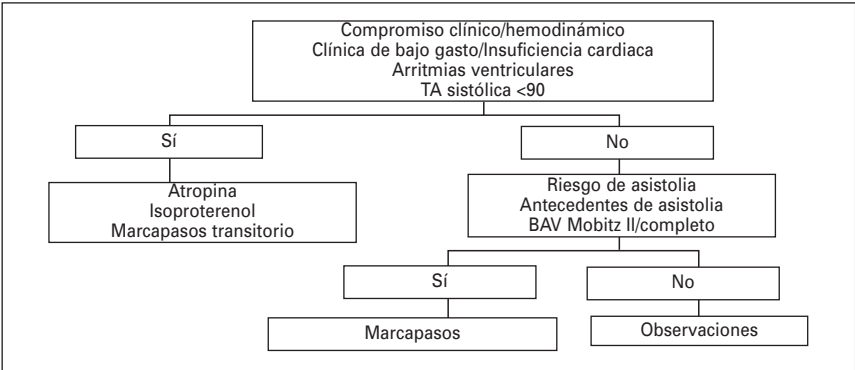 Compromiso clínico/hemodinámico
Clínica de bajo gasto/Insuficiencia cardiaca
Arritmias ventriculares
TA sistólica <90
Sí
No
Atropina
Isoproterenol
Marcapasos transitorio
Riesgo de asistolia
Antecedentes de asistolia
BAV Mobitz II/completo
Sí
No
Marcapasos
Observaciones